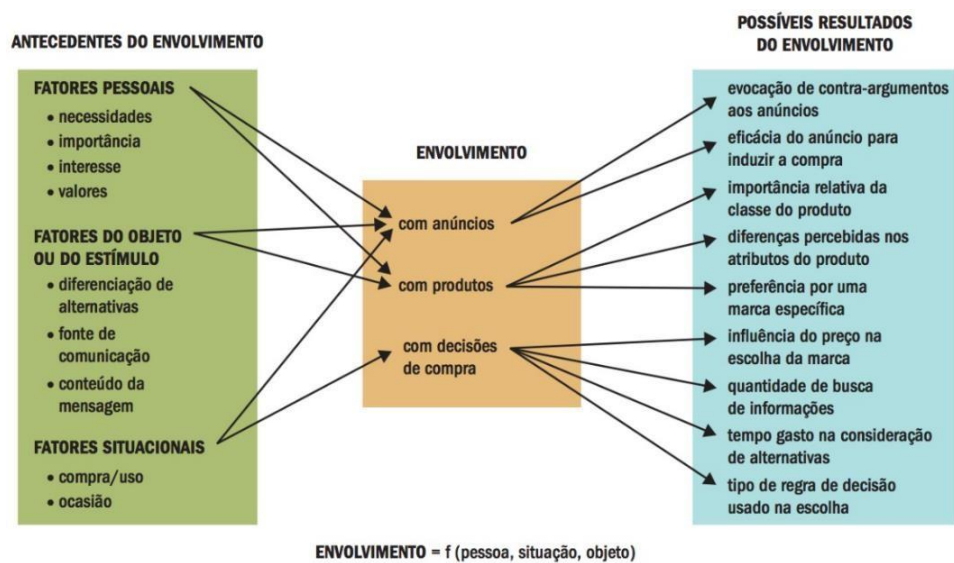 ANTECEDENTES DO ENVOLVIMENTO
FATORES PESSOAIS
• necessidades
• importância
• interesse
• valores
FATORES DO OBJETO
OU DO ESTÍMULO
• diferenciação de
alternativas
• fonte de
comunicação
• conteúdo da
mensagem
FATORES SITUACIONAIS
• compra/uso
• ocasião
ENVOLVIMENTO
com anúncios
com produtos
com decisões
de compra
POSSÍVEIS RESULTADOS
DO ENVOLVIMENTO
evocação de contra-argumentos
aos anúncios
eficácia do anúncio para
induzir a compra
importância relativa da
classe do produto
diferenças percebidas nos
atributos do produto
preferência por uma
marca específica
influência do preço na
escolha da marca
quantidade de busca
de informações
tempo gasto na consideração
de alternativas
tipo de regra de decisão
usado na escolha
ENVOLVIMENTO = f (pessoa, situação, objeto)